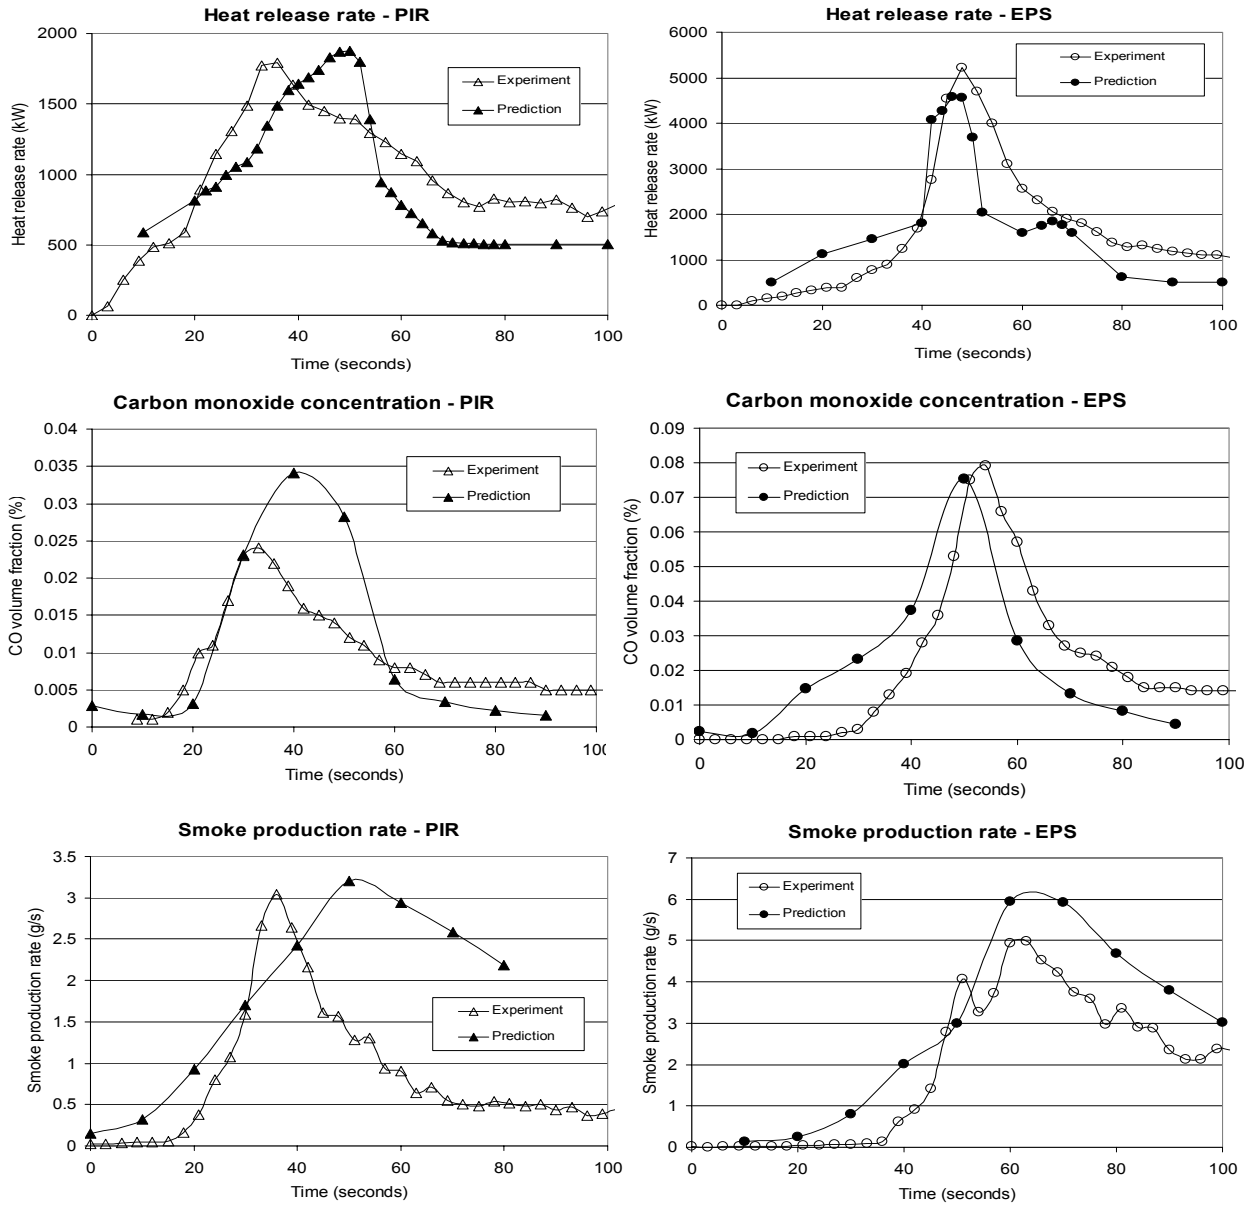 Heat release rate - PIR
2000
1500
1000
500
0
Heat release rate (kW)
Experiment
Prediction
0 20 40 60 80 100
Time (seconds)
Heat release rate - EPS
6000
5000
4000
3000
2000
1000
0
Heat release rate (kW)
Experiment
Prediction
0 20 40 60 80 100
Time (seconds)
Carbon monoxide concentration - PIR
0.04
0.035
0.03
0.025
0.02
0.015
0.01
0.005
0
CO volume fraction (%)
Experiment
Prediction
0 20 40 60 80 100
Time (seconds)
Carbon monoxide concentration - EPS
0.09
0.08
0.07
0.06
0.05
0.04
0.03
0.02
0.01
0
CO volume fraction (%)
Experiment
Prediction
0 20 40 60 80 100
Time (seconds)
Smoke production rate - PIR
3.5
3
2.5
2
1.5
1
0.5
0
Smoke production rate (g/s)
Experiment
Prediction
0 20 40 60 80 100
Time (seconds)
Smoke production rate - EPS
7
6
5
4
3
2
1
0
Smoke production rate (g/s)
Experiment
Prediction
0 20 40 60 80 100
Time (seconds)